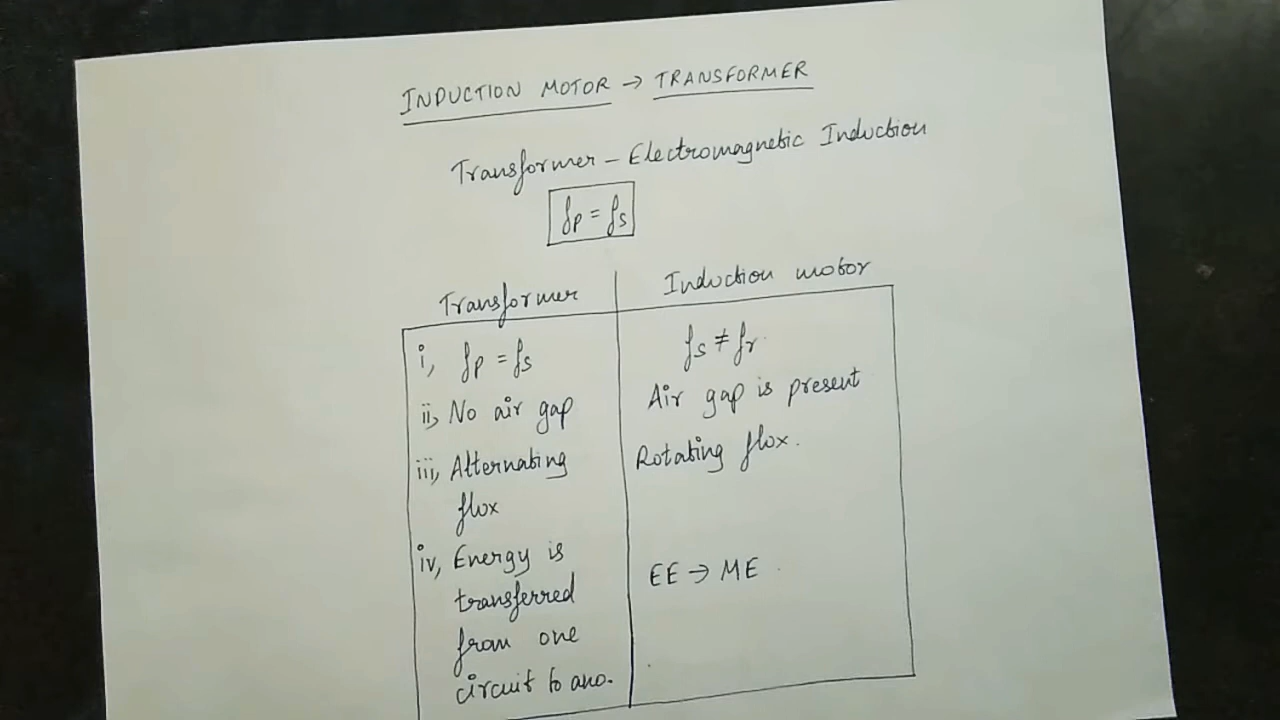 INDUCTION MOTOR → TRANSFORMER
Transformer - Electromagnetic Induction
fp = fs
Transformer
Induction motor
i, fp = fs
fs ≠ fr
ii, No air gap
Air gap is present
iii, Alternating
flux
Rotating flux.
iv, Energy is
transferred
from one
circuit to ano.
EE → ME